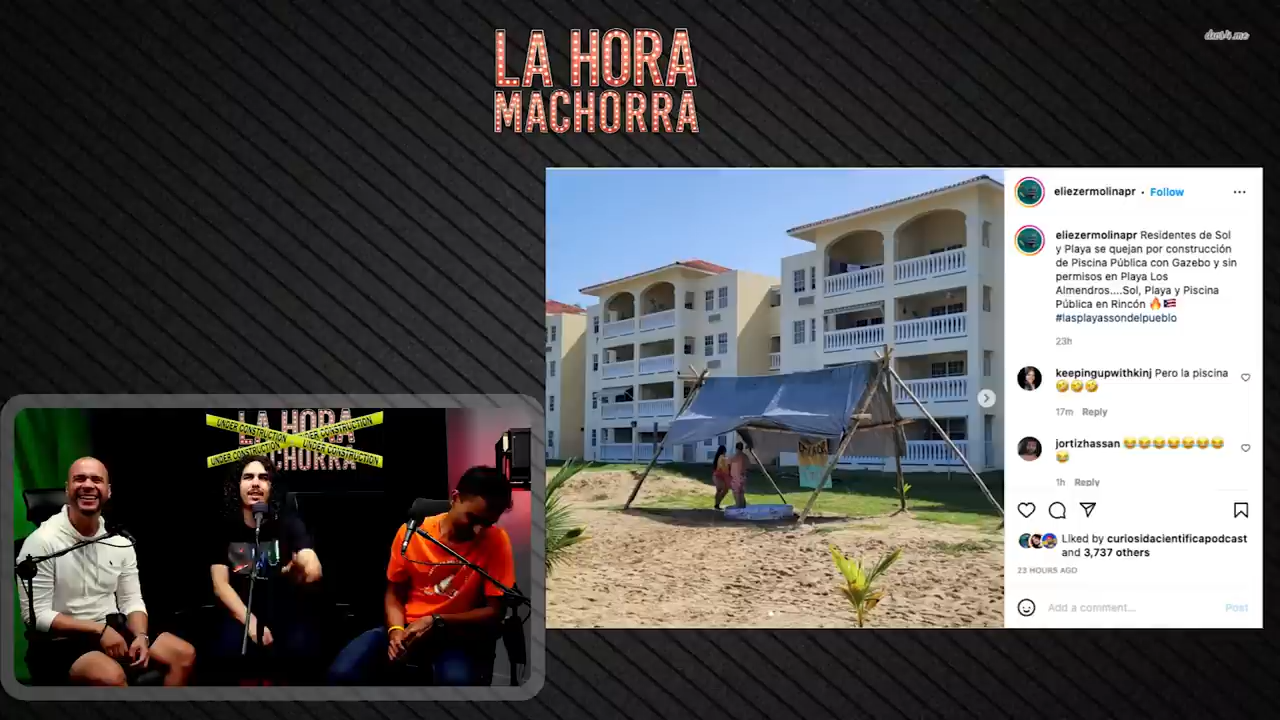 LA HORA
MACHORRA
eliezermolinapr · Follow
eliezermolinapr Residentes de Sol
y Playa se quejan por construcción
de Piscina Pública con Gazebo y sin
permisos en Playa Los
Almendros....Sol, Playa y Piscina
Pública en Rincón 🔥🇵🇷
#lasplayassondelpueblo
23h
keepingupwithkinj Pero la piscina
🤣🤣🤣
17m Reply
jortizhassan 😂😂😂😂😂😂😂
😂
1h Reply
Liked by curiosidacientificapodcast
and 3,737 others
23 HOURS AGO
Add a comment... Post
LA HORA
UNDER CONSTRUCTION
UNDER CONSTRUCTION